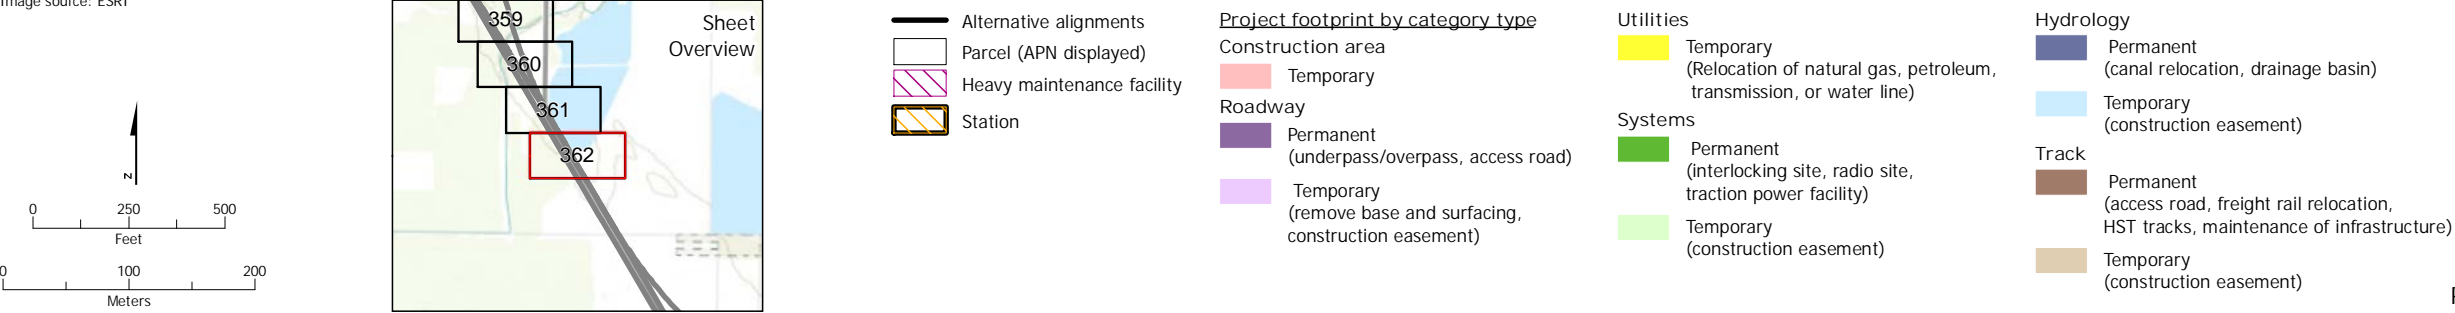 Image source: ESRI
N
0 250 500
Feet
0 100 200
Meters
Sheet
Overview
359
360
361
362
Alternative alignments
Parcel (APN displayed)
Heavy maintenance facility
Station
Project footprint by category type
Construction area
Temporary
Roadway
Permanent
(underpass/overpass, access road)
Temporary
(remove base and surfacing,
construction easement)
Utilities
Temporary
(Relocation of natural gas, petroleum,
transmission, or water line)
Systems
Permanent
(interlocking site, radio site,
traction power facility)
Temporary
(construction easement)
Hydrology
Permanent
(canal relocation, drainage basin)
Temporary
(construction easement)
Track
Permanent
(access road, freight rail relocation,
HST tracks, maintenance of infrastructure)
Temporary
(construction easement)